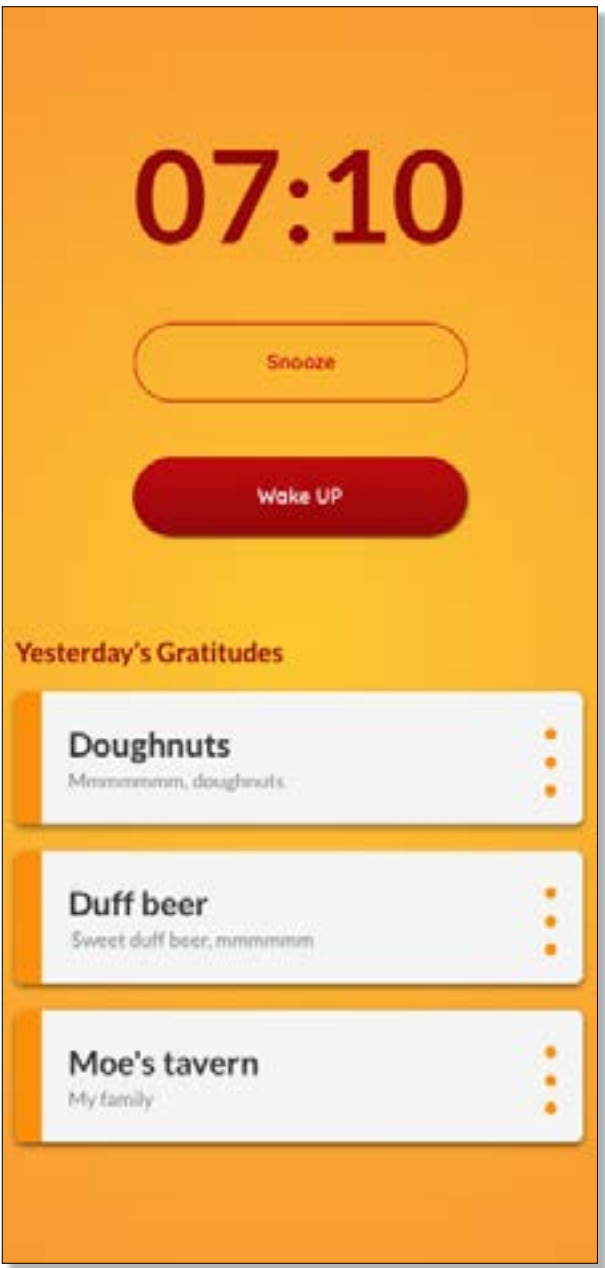 07:10
Snooze
Wake UP
Yesterday's Gratitudes
Doughnuts
Mmmmmmm, doughnuts
Duff beer
Sweet duff beer, mmmmmm
Moe's tavern
My family